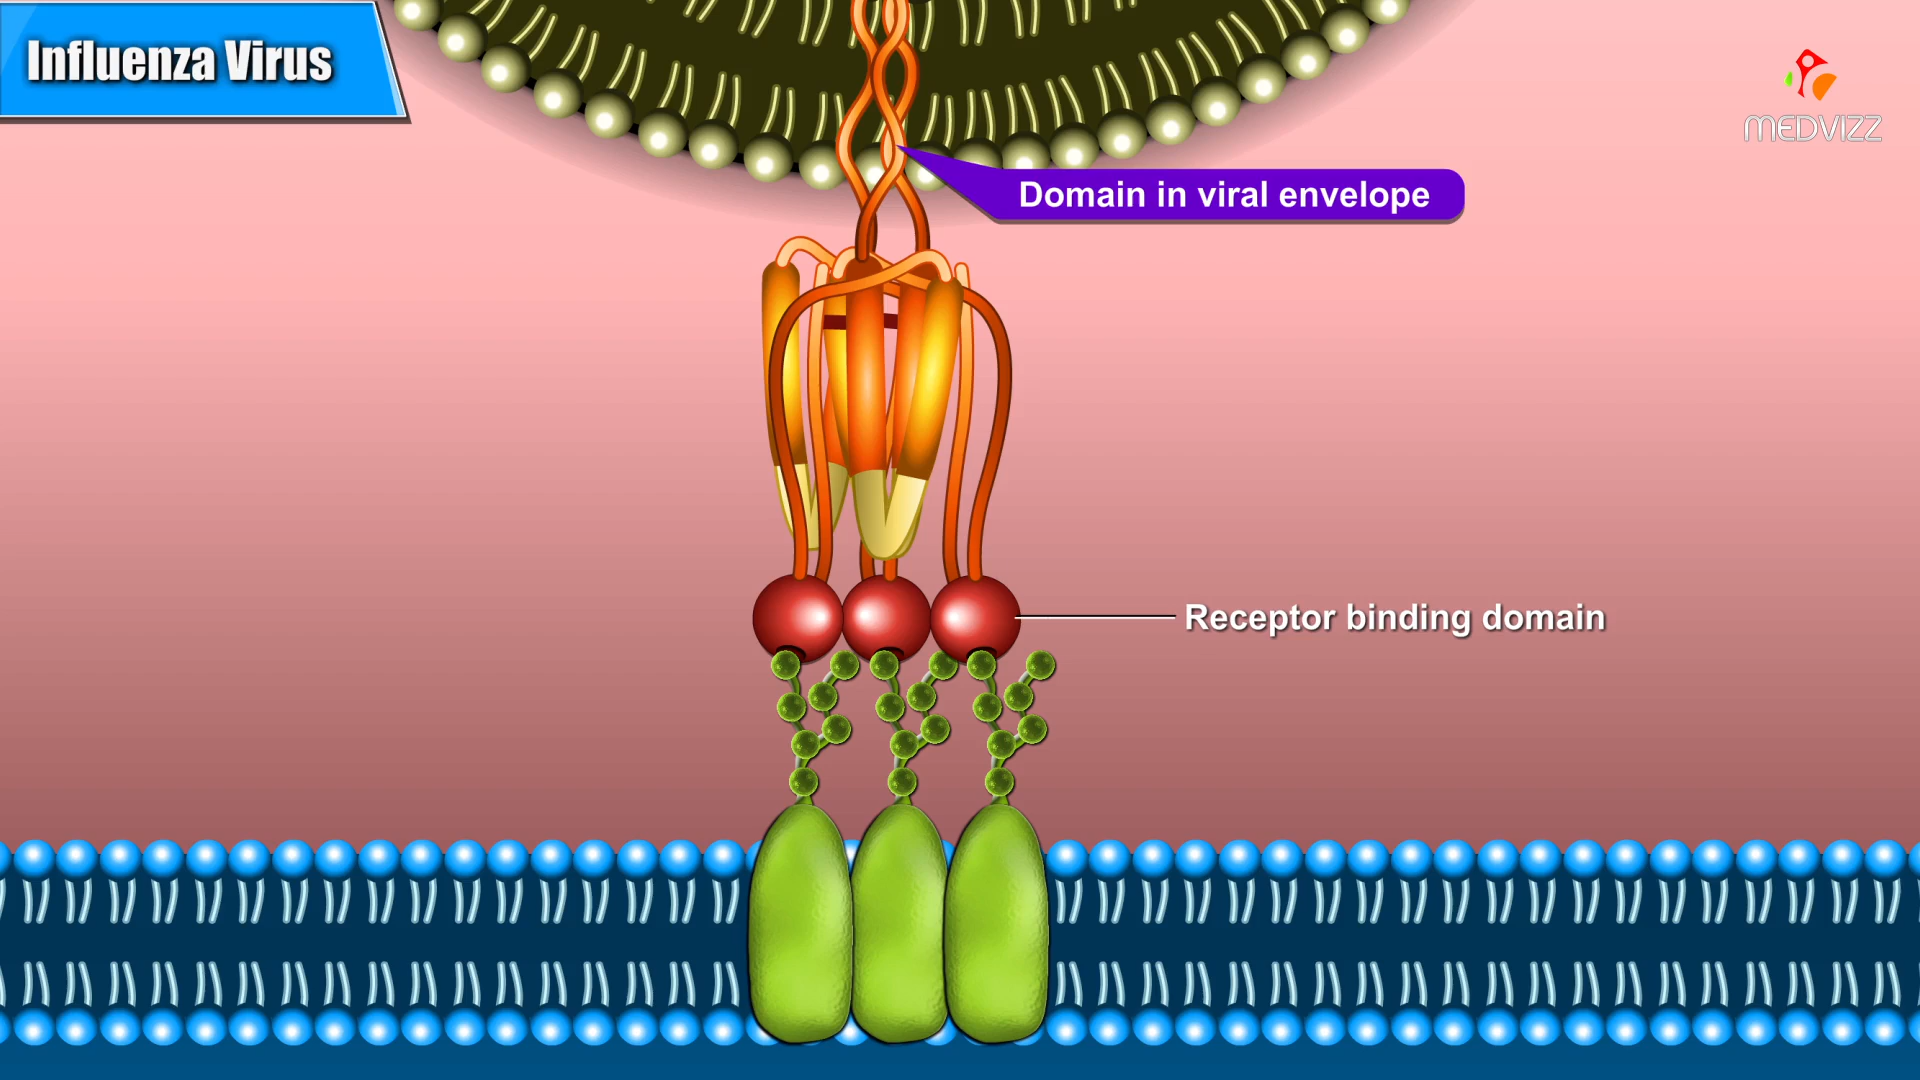 Influenza Virus
MEDVIZZ
Domain in viral envelope
Receptor binding domain